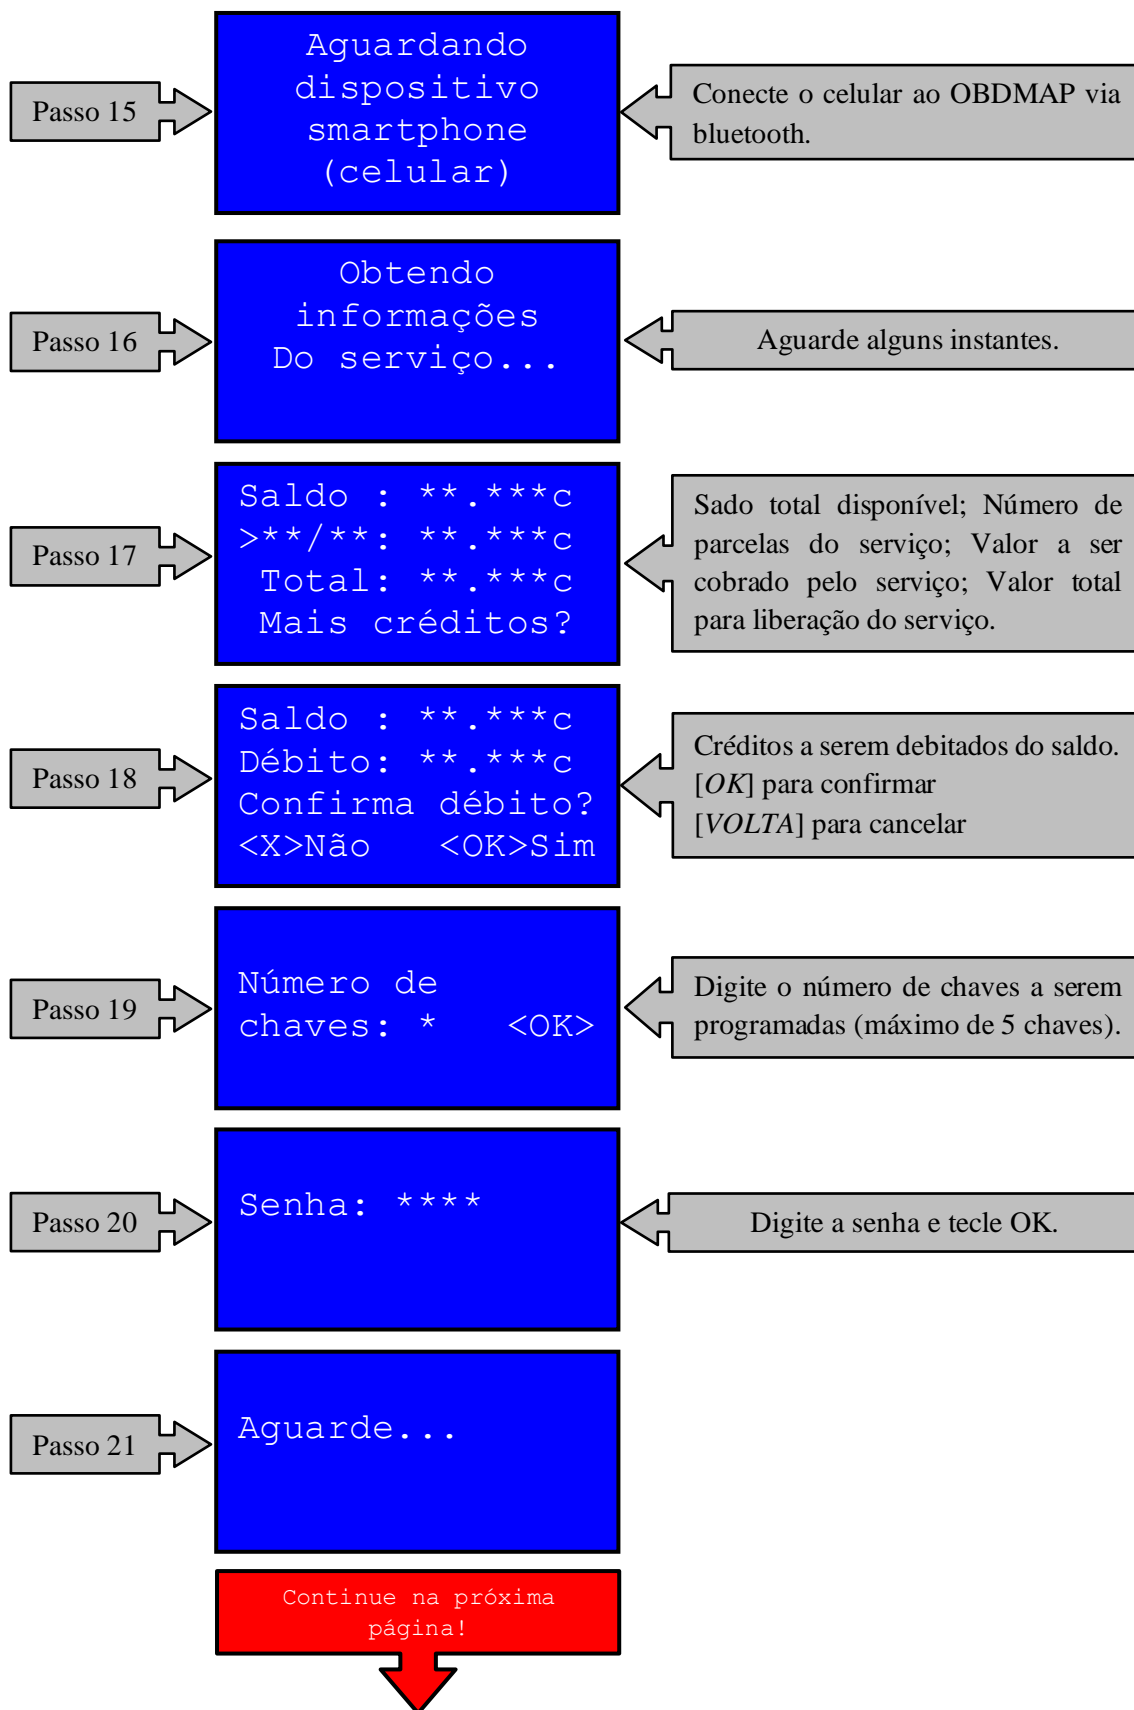 Passo 15
Aguardando
dispositivo
smartphone
(celular)
Conecte o celular ao OBDMAP via
bluetooth.
Passo 16
Obtendo
informações
Do serviço...
Aguarde alguns instantes.
Passo 17
Saldo : **.***c
>**/**: **.***c
Total: **.***c
Mais créditos?
Sado total disponível; Número de
parcelas do serviço; Valor a ser
cobrado pelo serviço; Valor total
para liberação do serviço.
Passo 18
Saldo : **.***c
Débito: **.***c
Confirma débito?
<X>Não <OK>Sim
Créditos a serem debitados do saldo.
[OK] para confirmar
[VOLTA] para cancelar
Passo 19
Número de
chaves: * <OK>
Digite o número de chaves a serem
programadas (máximo de 5 chaves).
Passo 20
Senha: ****
Digite a senha e tecle OK.
Passo 21
Aguarde...
Continue na próxima
página!